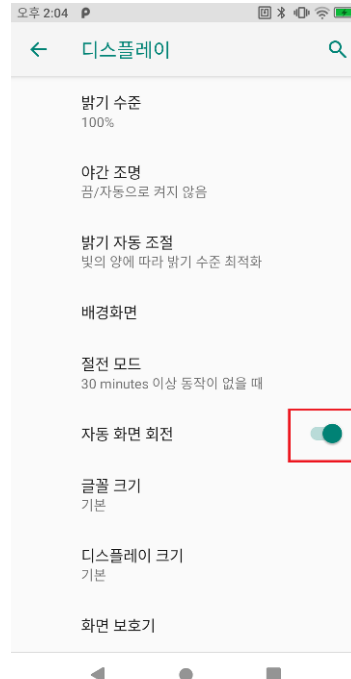 오후 2:04
디스플레이
밝기 수준
100%
야간 조명
끔/자동으로 켜지 않음
밝기 자동 조절
빛의 양에 따라 밝기 수준 최적화
배경화면
절전 모드
30 minutes 이상 동작이 없을 때
자동 화면 회전
글꼴 크기
기본
디스플레이 크기
기본
화면 보호기